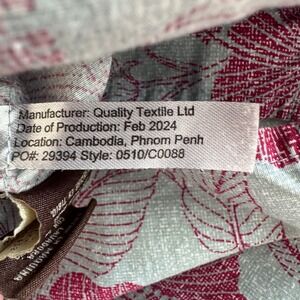 Manufacturer: Quality Textile Ltd
Date of Production: Feb 2024
Location: Cambodia, Phnom Penh
PO#: 29394 Style: 0510/C0088